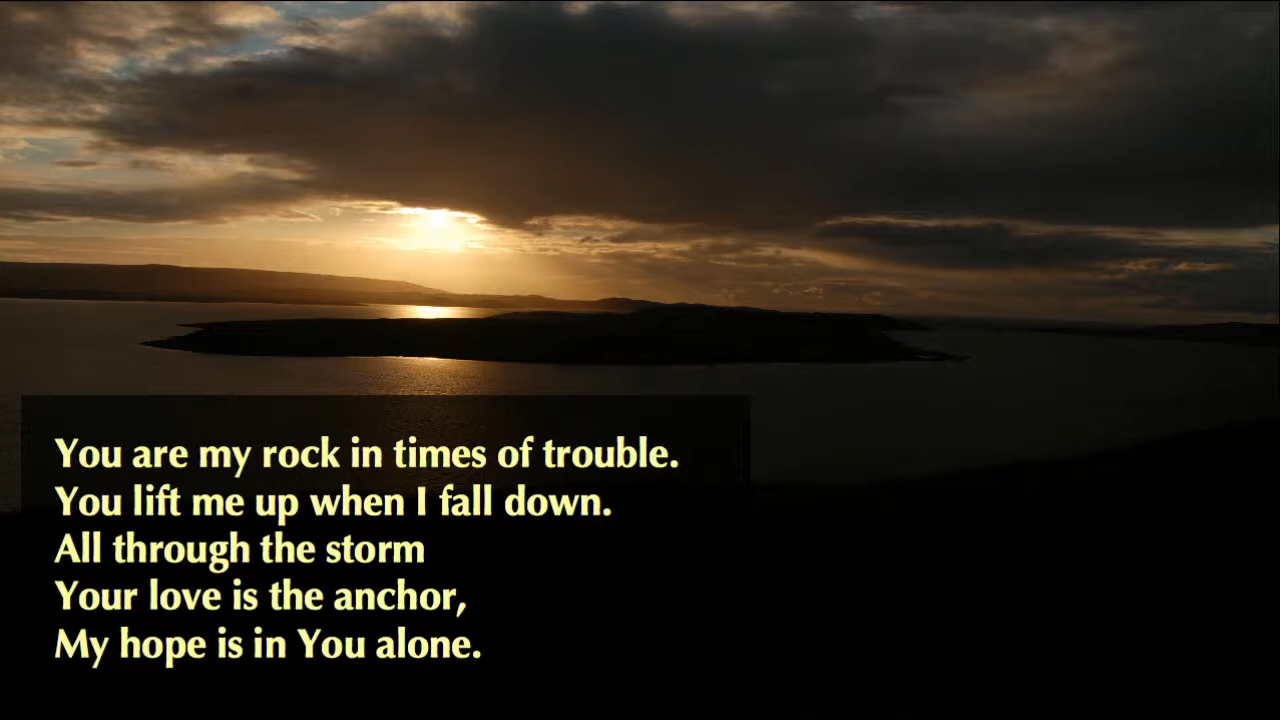 You are my rock in times of trouble.
You lift me up when I fall down.
All through the storm
Your love is the anchor,
My hope is in You alone.